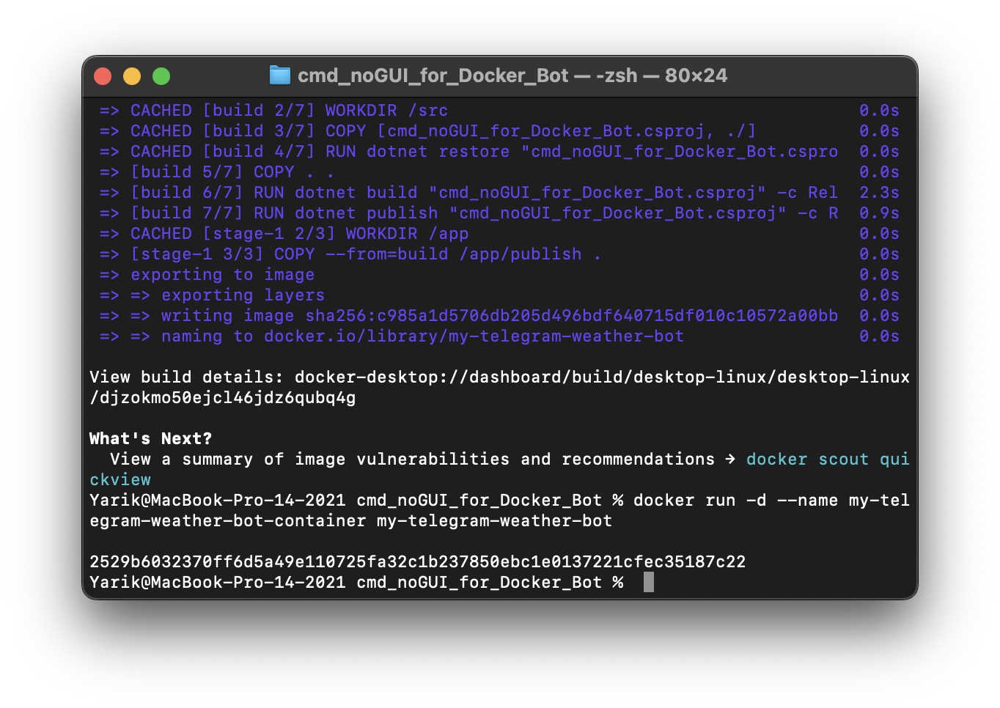 cmd_noGUI_for_Docker_Bot — -zsh — 80×24
=> CACHED [build 2/7] WORKDIR /src 0.0s
=> CACHED [build 3/7] COPY [cmd_noGUI_for_Docker_Bot.csproj, ./] 0.0s
=> CACHED [build 4/7] RUN dotnet restore "cmd_noGUI_for_Docker_Bot.cspro 0.0s
=> [build 5/7] COPY . . 0.0s
=> [build 6/7] RUN dotnet build "cmd_noGUI_for_Docker_Bot.csproj" -c Rel 2.3s
=> [build 7/7] RUN dotnet publish "cmd_noGUI_for_Docker_Bot.csproj" -c R 0.9s
=> CACHED [stage-1 2/3] WORKDIR /app 0.0s
=> [stage-1 3/3] COPY --from=build /app/publish . 0.0s
=> exporting to image 0.0s
=> => exporting layers 0.0s
=> => writing image sha256:c985a1d5706db205d496bdf640715df010c10572a00bb 0.0s
=> => naming to docker.io/library/my-telegram-weather-bot 0.0s
View build details: docker-desktop://dashboard/build/desktop-linux/desktop-linux
/djzokmo50ejcl46jdz6qubq4g
What's Next?
View a summary of image vulnerabilities and recommendations → docker scout qui
ckview
Yarik@MacBook-Pro-14-2021 cmd_noGUI_for_Docker_Bot % docker run -d --name my-tel
egram-weather-bot-container my-telegram-weather-bot
2529b6032370ff6d5a49e110725fa32c1b237850ebc1e0137221cfec35187c22
Yarik@MacBook-Pro-14-2021 cmd_noGUI_for_Docker_Bot %